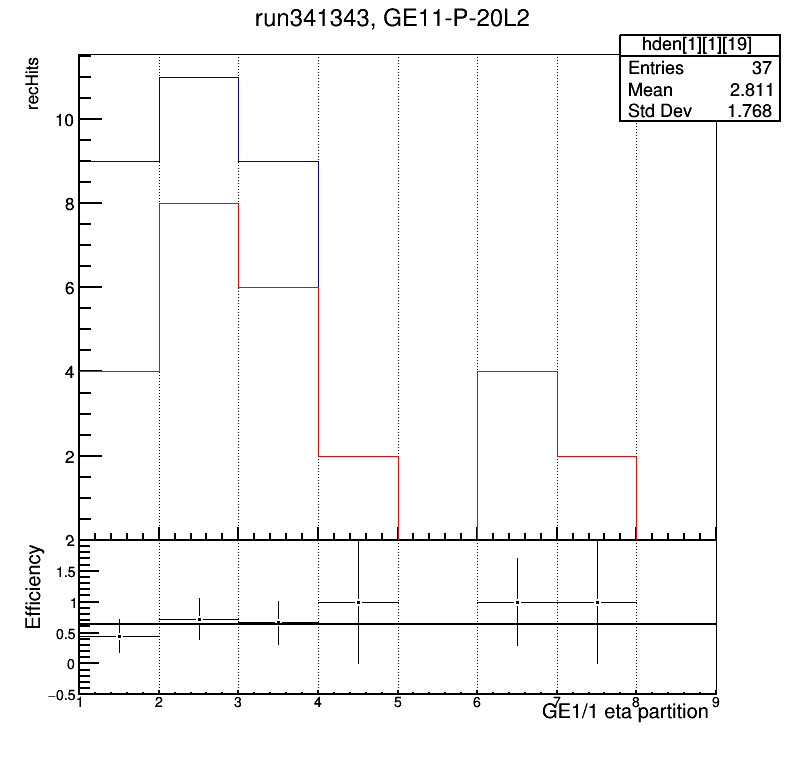 run341343, GE11-P-20L2
hden[1][1][19]
Entries 37
Mean 2.811
Std Dev 1.768
recHits
10
8
6
4
2
Efficiency
2
1.5
1
0.5
0
−0.5
1 2 3 4 5 6 7 8 9
GE1/1 eta partition